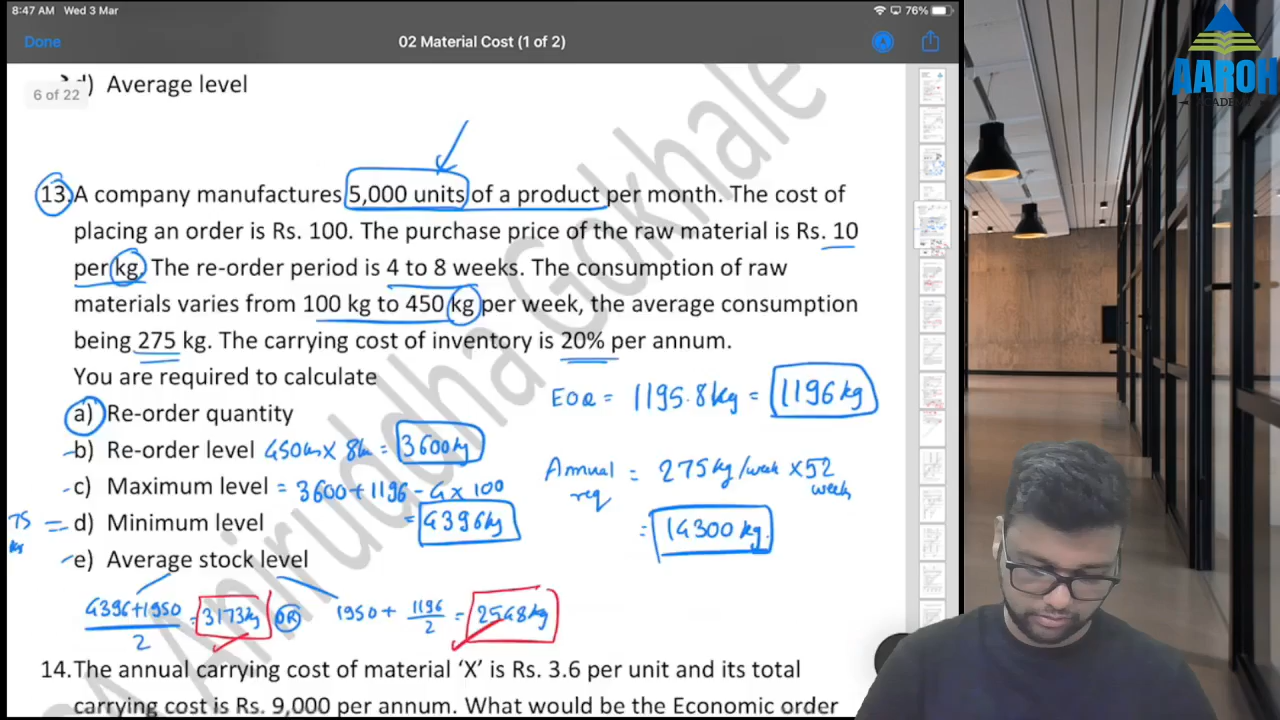 8:47 AM Wed 3 Mar
76%
Done
02 Material Cost (1 of 2)
6 of 22
d) Average level
13. A company manufactures 5,000 units of a product per month. The cost of
placing an order is Rs. 100. The purchase price of the raw material is Rs. 10
per kg. The re-order period is 4 to 8 weeks. The consumption of raw
materials varies from 100 kg to 450 kg per week, the average consumption
being 275 kg. The carrying cost of inventory is 20% per annum.
You are required to calculate
EOQ = 1195.8kg = 1196 kg
a) Re-order quantity
b) Re-order level 450 × 8 = 3600 kg
Annual req = 275 kg/week × 52 week
c) Maximum level = 3600 + 1196 - 4 × 100
= 4396 kg
d) Minimum level
= 14300 kg.
e) Average stock level
4396+1950
2
= 3173 kg OR 1950 + 1196/2 = 2548 kg
14. The annual carrying cost of material ‘X’ is Rs. 3.6 per unit and its total
carrying cost is Rs. 9,000 per annum. What would be the Economic order
Aniruddha Gokhale
AAROH